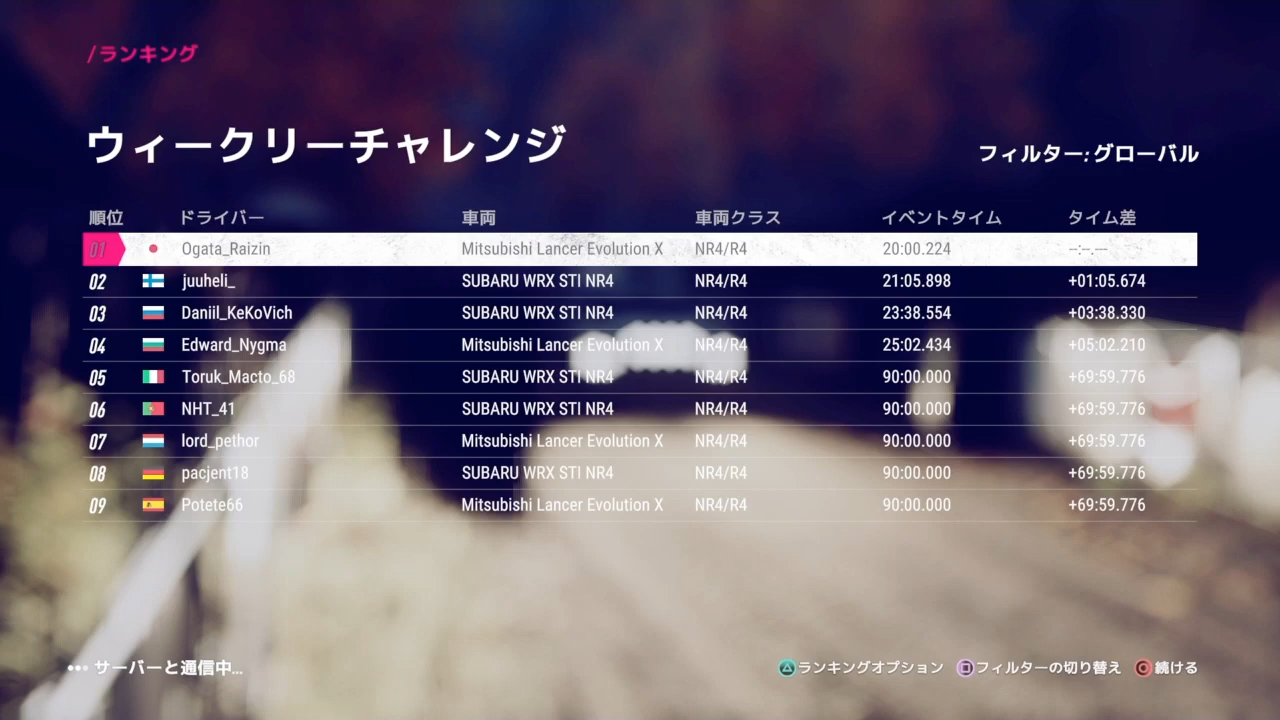 /ランキング
ウィークリーチャレンジ
フィルター:グローバル
順位 ドライバー 車両 車両クラス イベントタイム タイム差
01 Ogata_Raizin Mitsubishi Lancer Evolution X NR4/R4 20:00.224 --:--.---
02 juuheli_ SUBARU WRX STI NR4 NR4/R4 21:05.898 +01:05.674
03 Daniil_KeKoVich SUBARU WRX STI NR4 NR4/R4 23:38.554 +03:38.330
04 Edward_Nygma Mitsubishi Lancer Evolution X NR4/R4 25:02.434 +05:02.210
05 Toruk_Macto_68 SUBARU WRX STI NR4 NR4/R4 90:00.000 +69:59.776
06 NHT_41 SUBARU WRX STI NR4 NR4/R4 90:00.000 +69:59.776
07 lord_pethor Mitsubishi Lancer Evolution X NR4/R4 90:00.000 +69:59.776
08 pacjent18 SUBARU WRX STI NR4 NR4/R4 90:00.000 +69:59.776
09 Potete66 Mitsubishi Lancer Evolution X NR4/R4 90:00.000 +69:59.776
サーバーと通信中... ランキングオプション フィルターの切り替え 続ける